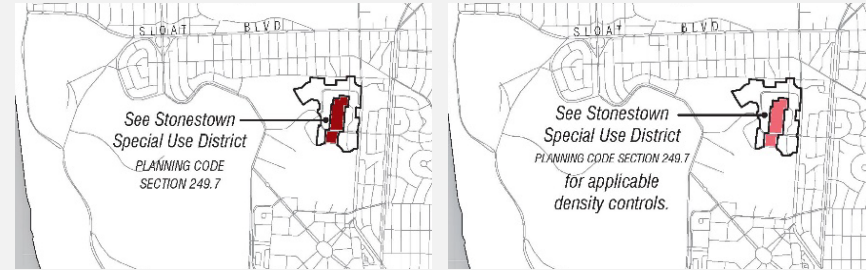 SLOAT BLVD
See Stonestown
Special Use District
PLANNING CODE
SECTION 249.7
SLOAT BLVD
See Stonestown
Special Use District
PLANNING CODE SECTION 249.7
for applicable
density controls.